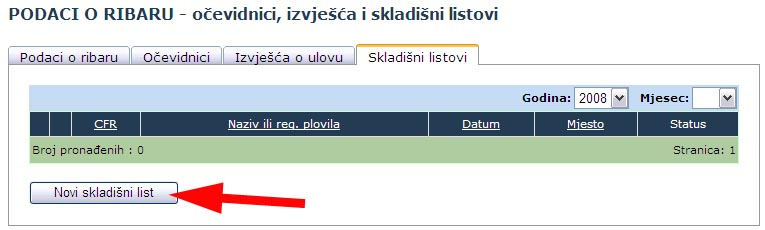 PODACI O RIBARU - očevidnici, izvješća i skladišni listovi
Podaci o ribaru Očevidnici Izvješća o ulovu Skladišni listovi
Godina: 2008 Mjesec:
CFR Naziv ili reg. plovila Datum Mjesto Status
Broj pronađenih : 0 Stranica: 1
Novi skladišni list